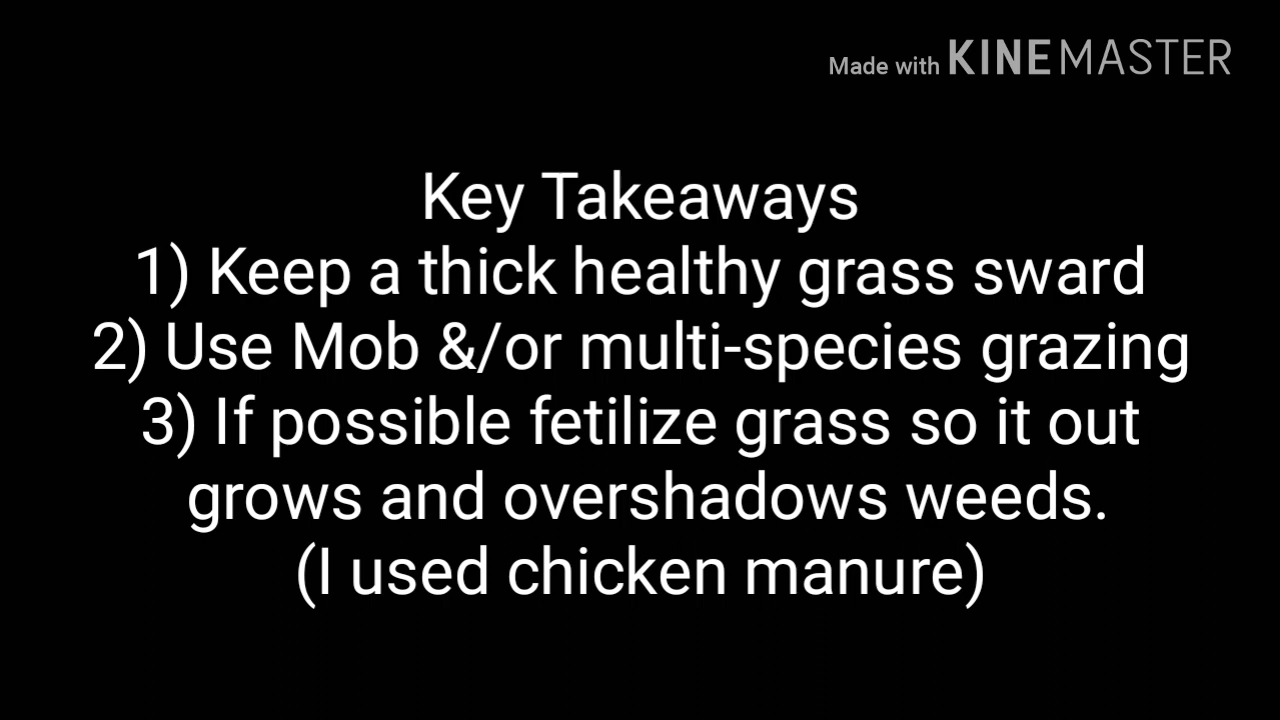 Made with KINEMASTER
Key Takeaways
1) Keep a thick healthy grass sward
2) Use Mob &/or multi-species grazing
3) If possible fetilize grass so it out
grows and overshadows weeds.
(I used chicken manure)